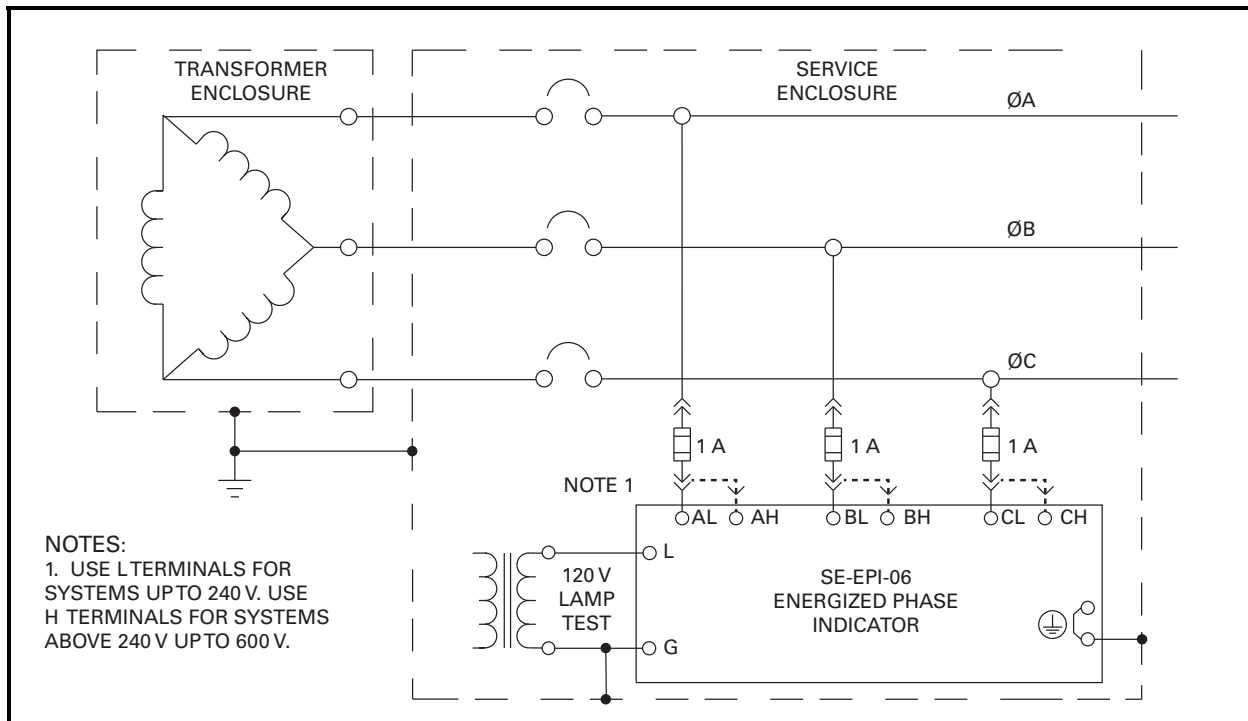 TRANSFORMER
ENCLOSURE
SERVICE
ENCLOSURE
ØA
ØB
ØC
1 A
1 A
1 A
NOTE 1
AL
AH
BL
BH
CL
CH
L
120 V
LAMP
TEST
G
SE-EPI-06
ENERGIZED PHASE
INDICATOR
NOTES:
1. USE L TERMINALS FOR
SYSTEMS UP TO 240 V. USE
H TERMINALS FOR SYSTEMS
ABOVE 240 V UP TO 600 V.